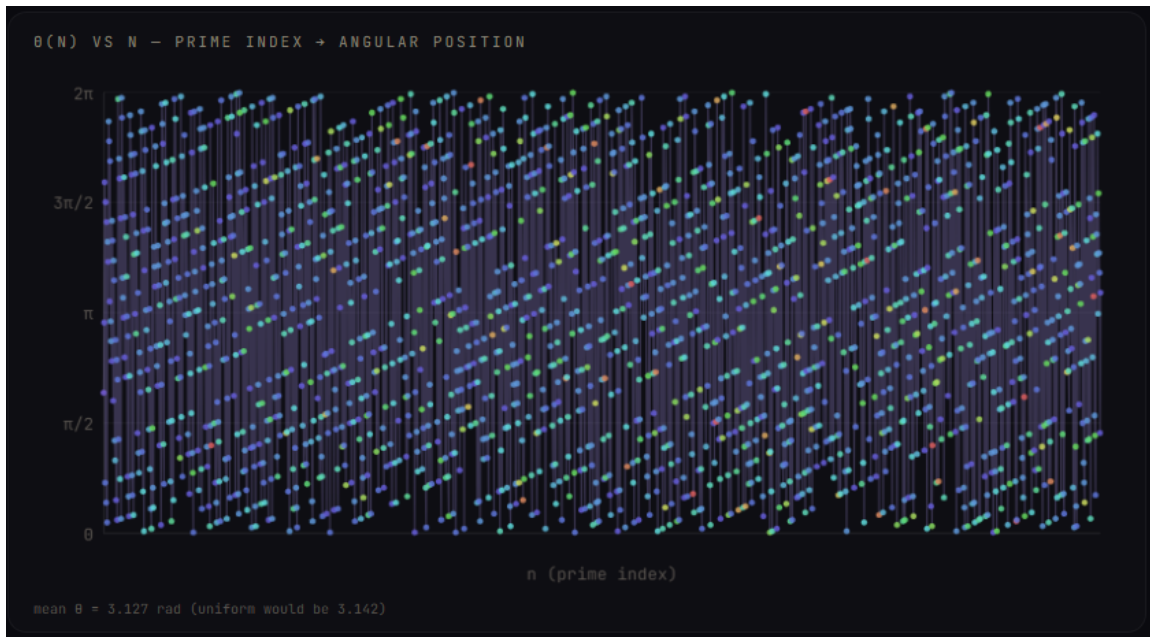 θ(N) VS N — PRIME INDEX → ANGULAR POSITION
2π
3π/2
π
π/2
0
n (prime index)
mean θ = 3.127 rad (uniform would be 3.142)